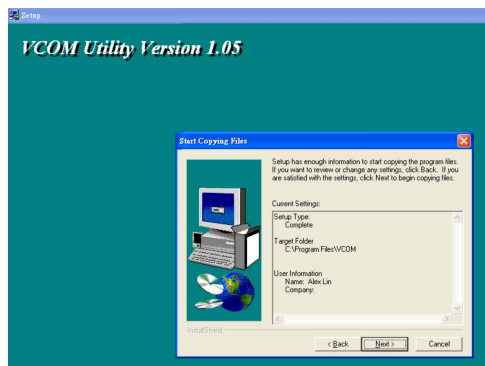 Setup
VCOM Utility Version 1.05
Start Copying Files
Setup has enough information to start copying the program files.
If you want to review or change any settings, click Back. If you
are satisfied with the settings, click Next to begin copying files.
Current Settings:
Setup Type:
Complete
Target Folder
C:\Program Files\VCOM
User Information
Name: Alex Lin
Company:
InstallShield
< Back
Next >
Cancel